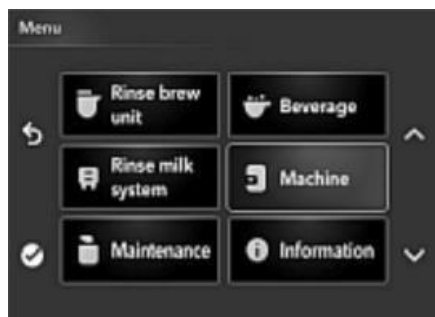 Menu
Rinse brew
unit
Beverage
Rinse milk
system
Machine
Maintenance
Information